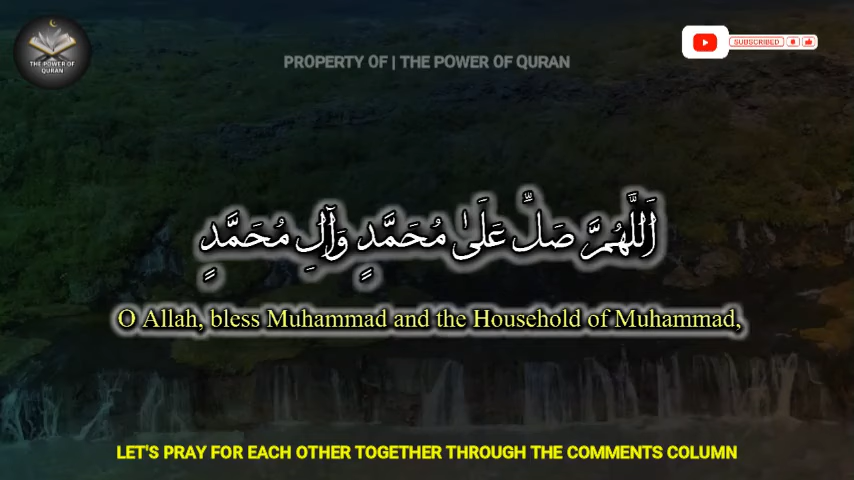 THE POWER OF
QURAN
PROPERTY OF | THE POWER OF QURAN
SUBSCRIBED
اَللَّهُمَّ صَلِّ عَلَىٰ مُحَمَّدٍ وَآلِ مُحَمَّدٍ
O Allah, bless Muhammad and the Household of Muhammad,
LET'S PRAY FOR EACH OTHER TOGETHER THROUGH THE COMMENTS COLUMN